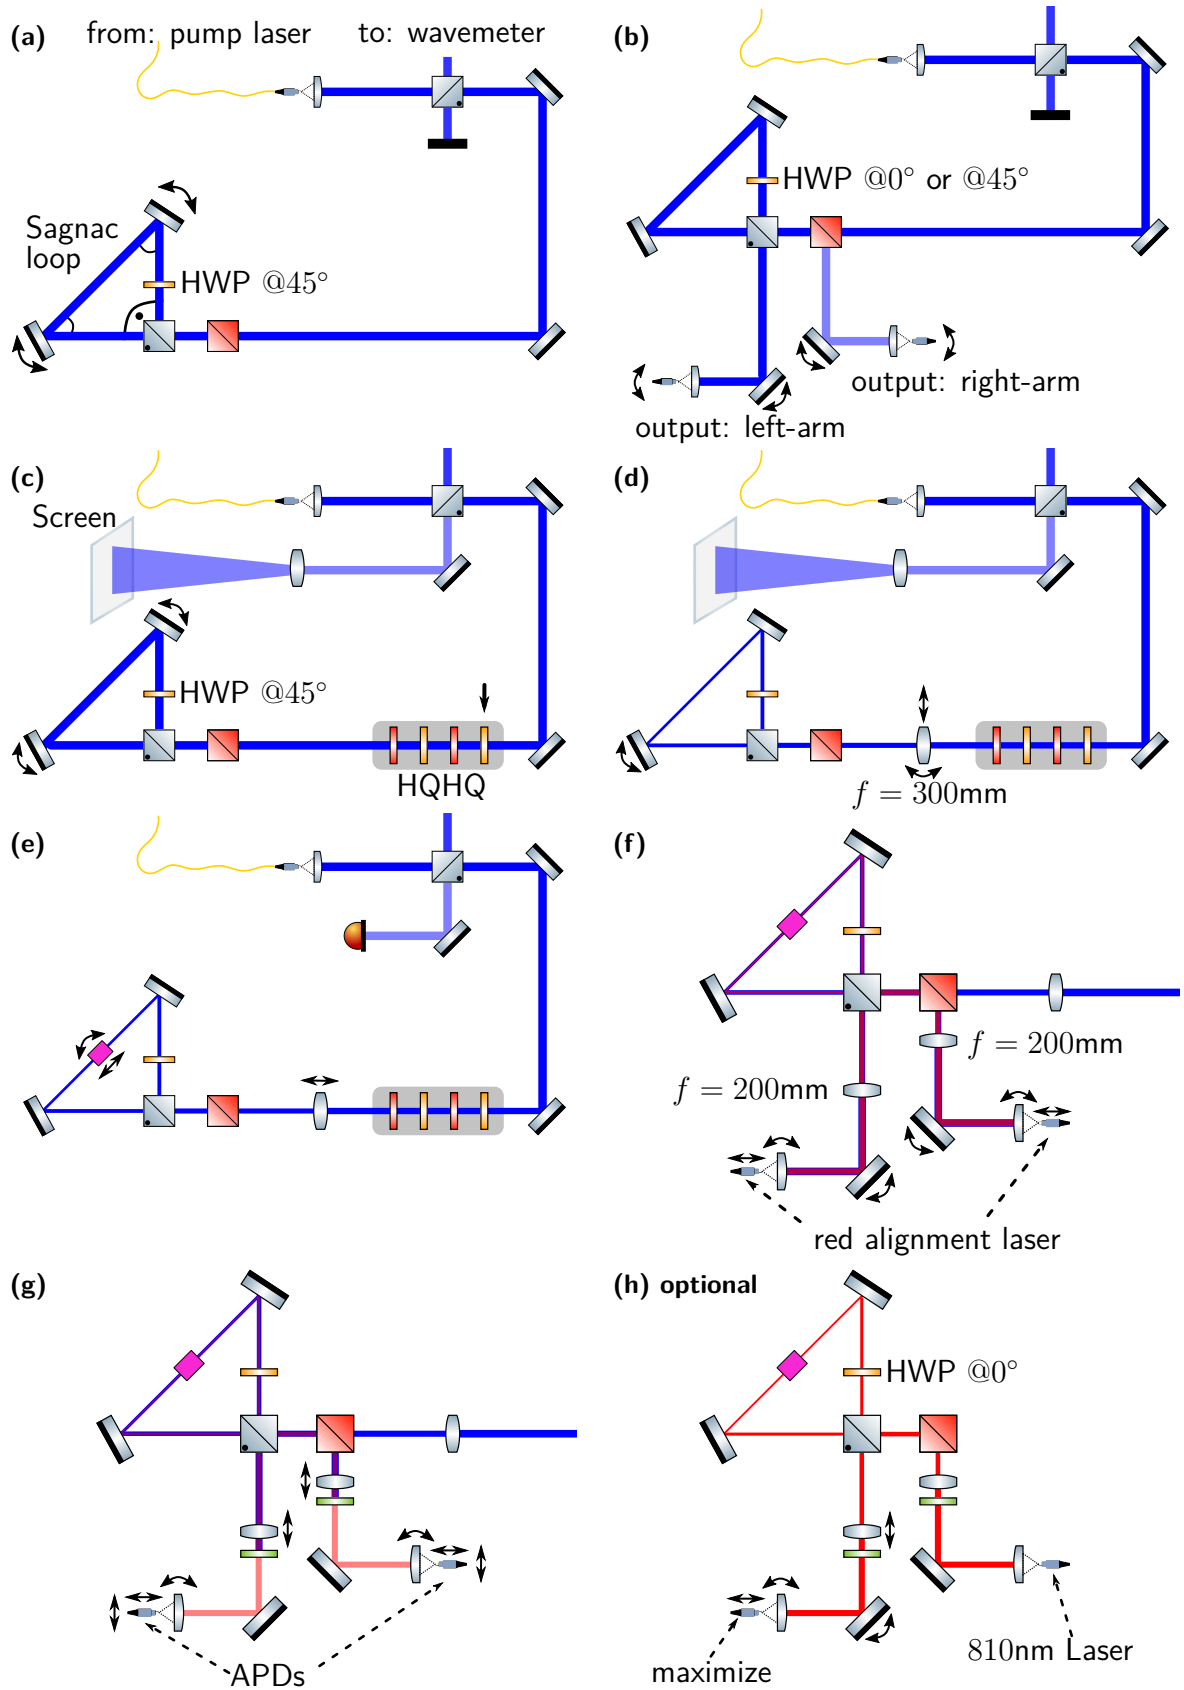 (a) from: pump laser to: wavemeter
Sagnac
loop
HWP @45°
(b)
HWP @0° or @45°
output: right-arm
output: left-arm
(c)
Screen
HWP @45°
HQHQ
(d)
f = 300mm
(e)
(f)
f = 200mm
f = 200mm
red alignment laser
(g)
APDs
(h) optional
HWP @0°
810nm Laser
maximize